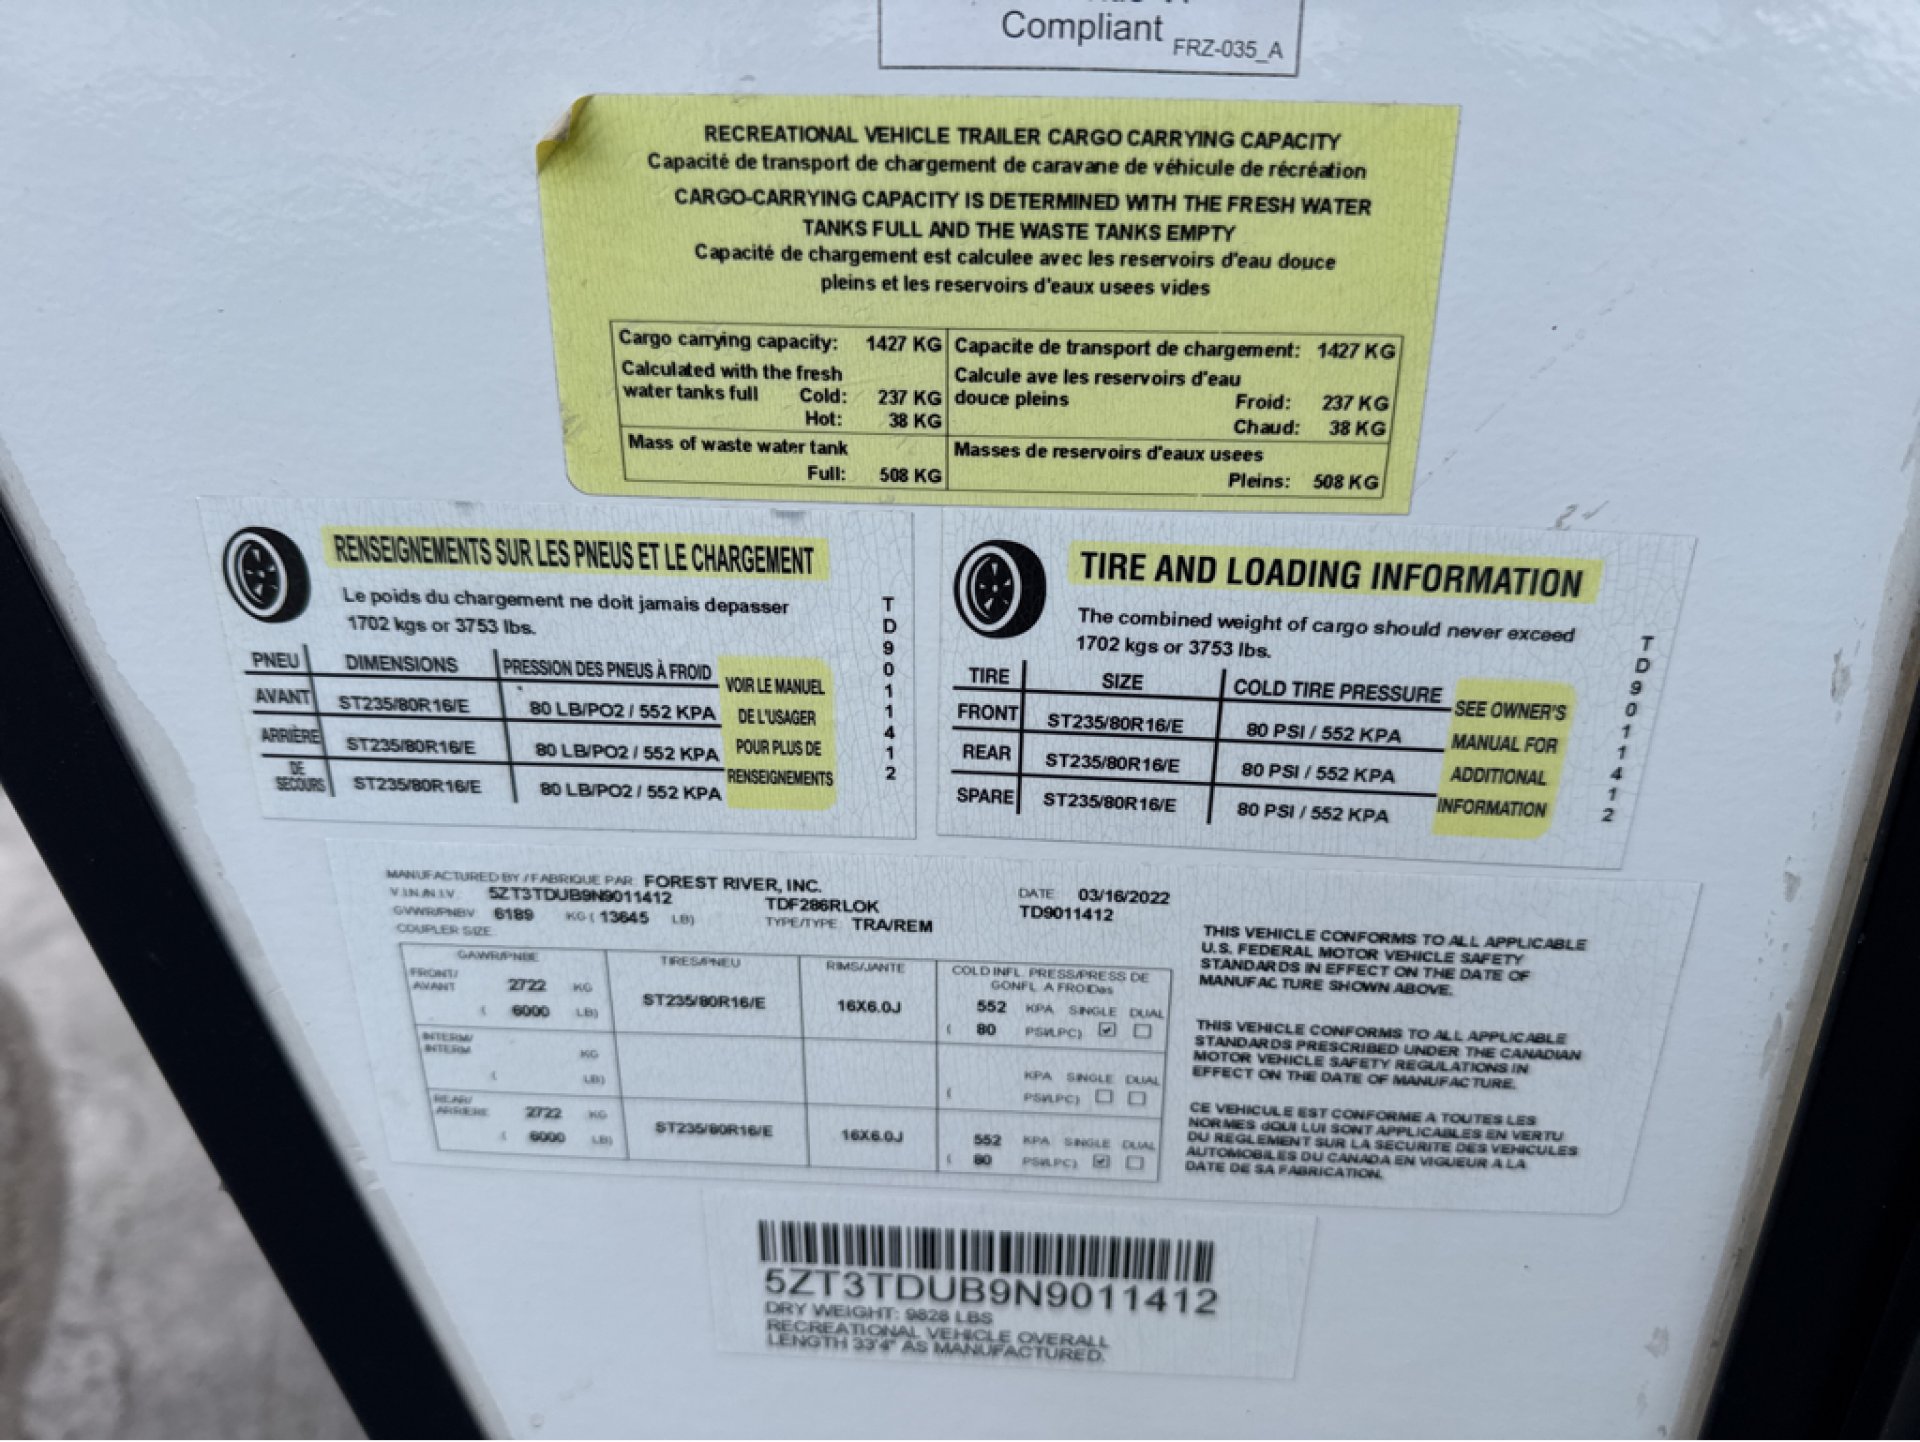 Compliant FRZ-035_A
RECREATIONAL VEHICLE TRAILER CARGO CARRYING CAPACITY
Capacité de transport de chargement de caravane de véhicule de récréation
CARGO-CARRYING CAPACITY IS DETERMINED WITH THE FRESH WATER
TANKS FULL AND THE WASTE TANKS EMPTY
Capacité de chargement est calculee avec les reservoirs d'eau douce
pleins et les reservoirs d'eaux usees vides
Cargo carrying capacity: 1427 KG
Calculated with the fresh
water tanks full Cold: 237 KG
Hot: 38 KG
Mass of waste water tank
Full: 508 KG
Capacite de transport de chargement: 1427 KG
Calcule ave les reservoirs d'eau
douce pleins Froid: 237 KG
Chaud: 38 KG
Masses de reservoirs d'eaux usees
Pleins: 508 KG
RENSEIGNEMENTS SUR LES PNEUS ET LE CHARGEMENT
Le poids du chargement ne doit jamais depasser
1702 kgs or 3753 lbs.
PNEU DIMENSIONS PRESSION DES PNEUS À FROID
AVANT ST235/80R16/E 80 LB/PO2 / 552 KPA
ARRIÈRE ST235/80R16/E 80 LB/PO2 / 552 KPA
DE
SECOURS ST235/80R16/E 80 LB/PO2 / 552 KPA
VOIR LE MANUEL
DE L'USAGER
POUR PLUS DE
RENSEIGNEMENTS
TD9011412
TIRE AND LOADING INFORMATION
The combined weight of cargo should never exceed
1702 kgs or 3753 lbs.
TIRE SIZE COLD TIRE PRESSURE
FRONT ST235/80R16/E 80 PSI / 552 KPA
REAR ST235/80R16/E 80 PSI / 552 KPA
SPARE ST235/80R16/E 80 PSI / 552 KPA
SEE OWNER'S
MANUAL FOR
ADDITIONAL
INFORMATION
TD9011412
MANUFACTURED BY / FABRIQUE PAR: FOREST RIVER, INC.
V.I.N./N.I.V. 5ZT3TDUB9N9011412
GVWR/PNBV 6189 KG ( 13645 LB)
COUPLER SIZE
TDF286RLOK
TYPE/TYPE: TRA/REM
DATE: 03/16/2022
TD9011412
GAWR/PNBE TIRES/PNEU RIMS/JANTE COLD INFL. PRESS/PRESS DE
GONFL. A FROIDas
FRONT/
AVANT 2722 KG ST235/80R16/E 16X6.0J 552 KPA SINGLE DUAL
( 6000 LB) ( 80 PSI/LPC) ☑ ☐
INTERM/
INTERM KG KPA SINGLE DUAL
( LB) ( PSI/LPC) ☐ ☐
REAR/
ARRIERE 2722 KG ST235/80R16/E 16X6.0J 552 KPA SINGLE DUAL
( 6000 LB) ( 80 PSI/LPC) ☑ ☐
THIS VEHICLE CONFORMS TO ALL APPLICABLE
U.S. FEDERAL MOTOR VEHICLE SAFETY
STANDARDS IN EFFECT ON THE DATE OF
MANUFACTURE SHOWN ABOVE.
THIS VEHICLE CONFORMS TO ALL APPLICABLE
STANDARDS PRESCRIBED UNDER THE CANADIAN
MOTOR VEHICLE SAFETY REGULATIONS IN
EFFECT ON THE DATE OF MANUFACTURE.
CE VEHICULE EST CONFORME A TOUTES LES
NORMES dQUI LUI SONT APPLICABLES EN VERTU
DU REGLEMENT SUR LA SECURITE DES VEHICULES
AUTOMOBILES DU CANADA EN VIGUEUR A LA
DATE DE SA FABRICATION.
5ZT3TDUB9N9011412
DRY WEIGHT: 9828 LBS
RECREATIONAL VEHICLE OVERALL
LENGTH 33'4" AS MANUFACTURED.